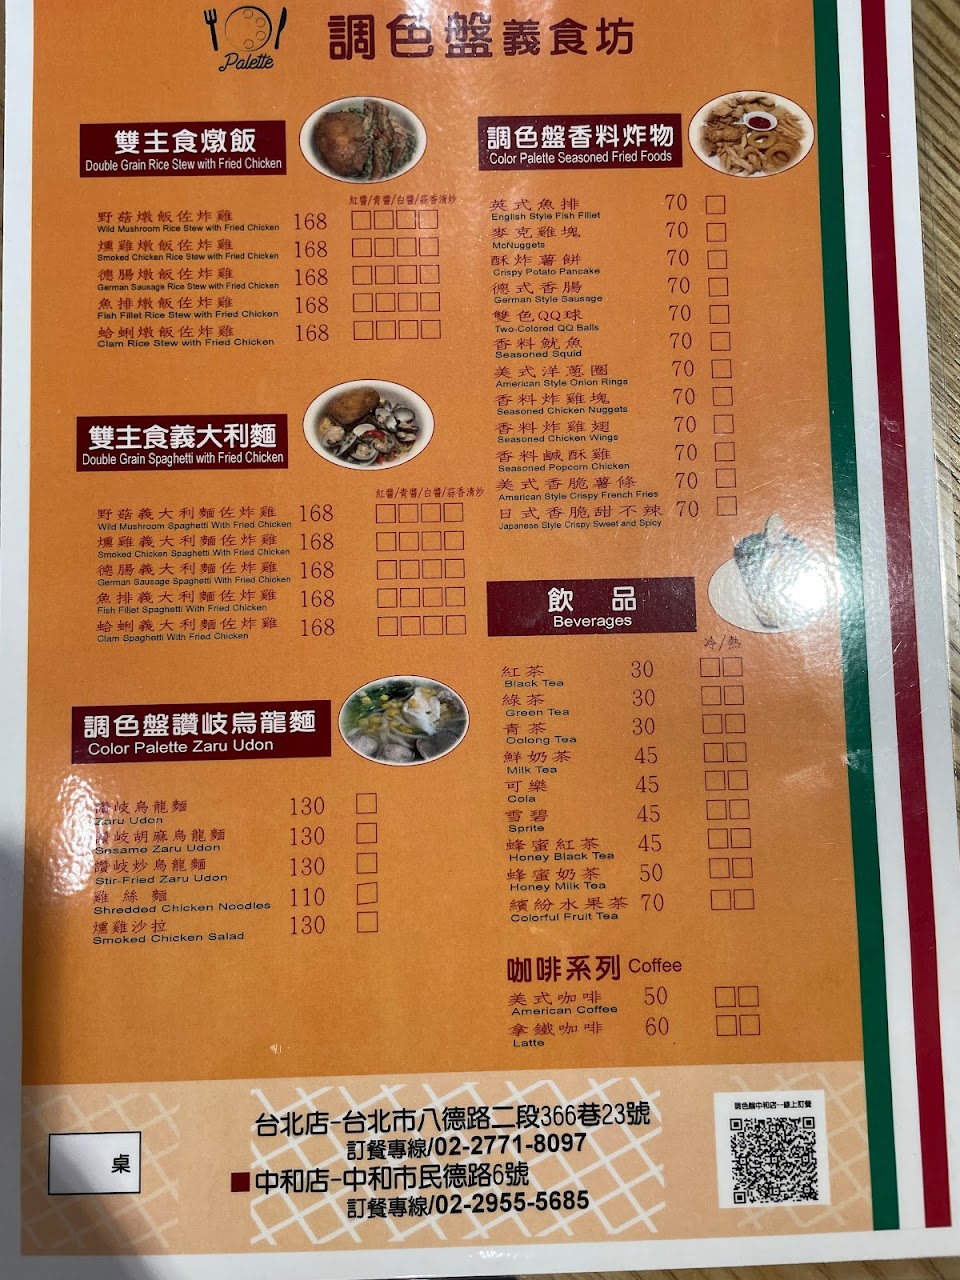 Palette
調色盤義食坊
雙主食燉飯
Double Grain Rice Stew with Fried Chicken
紅醬/青醬/白醬/蒜香清炒
野菇燉飯佐炸雞 168
Wild Mushroom Rice Stew with Fried Chicken
燻雞燉飯佐炸雞 168
Smoked Chicken Rice Stew with Fried Chicken
德腸燉飯佐炸雞 168
German Sausage Rice Stew with Fried Chicken
魚排燉飯佐炸雞 168
Fish Fillet Rice Stew with Fried Chicken
蛤蜊燉飯佐炸雞 168
Clam Rice Stew with Fried Chicken
雙主食義大利麵
Double Grain Spaghetti with Fried Chicken
紅醬/青醬/白醬/蒜香清炒
野菇義大利麵佐炸雞 168
Wild Mushroom Spaghetti With Fried Chicken
燻雞義大利麵佐炸雞 168
Smoked Chicken Spaghetti With Fried Chicken
德腸義大利麵佐炸雞 168
German Sausage Spaghetti With Fried Chicken
魚排義大利麵佐炸雞 168
Fish Fillet Spaghetti With Fried Chicken
蛤蜊義大利麵佐炸雞 168
Clam Spaghetti With Fried Chicken
調色盤讚岐烏龍麵
Color Palette Zaru Udon
讚岐烏龍麵 130
Zaru Udon
讚岐胡麻烏龍麵 130
Snsame Zaru Udon
讚岐炒烏龍麵 130
Stir-Fried Zaru Udon
雞絲麵 110
Shredded Chicken Noodles
燻雞沙拉 130
Smoked Chicken Salad
調色盤香料炸物
Color Palette Seasoned Fried Foods
英式魚排 70
English Style Fish Fillet
麥克雞塊 70
McNuggets
酥炸薯餅 70
Crispy Potato Pancake
德式香腸 70
German Style Sausage
雙色QQ球 70
Two-Colored QQ Balls
香料魷魚 70
Seasoned Squid
美式洋蔥圈 70
American Style Onion Rings
香料炸雞塊 70
Seasoned Chicken Nuggets
香料炸雞翅 70
Seasoned Chicken Wings
香料鹹酥雞 70
Seasoned Popcorn Chicken
美式香脆薯條 70
American Style Crispy French Fries
日式香脆甜不辣 70
Japanese Style Crispy Sweet and Spicy
飲 品
Beverages
冷/熱
紅茶 30
Black Tea
綠茶 30
Green Tea
青茶 30
Oolong Tea
鮮奶茶 45
Milk Tea
可樂 45
Cola
雪碧 45
Sprite
蜂蜜紅茶 45
Honey Black Tea
蜂蜜奶茶 50
Honey Milk Tea
繽紛水果茶 70
Colorful Fruit Tea
咖啡系列 Coffee
美式咖啡 50
American Coffee
拿鐵咖啡 60
Latte
桌
台北店-台北市八德路二段366巷23號
訂餐專線/02-2771-8097
中和店-中和市民德路6號
訂餐專線/02-2955-5685
調色盤中和店--線上訂餐